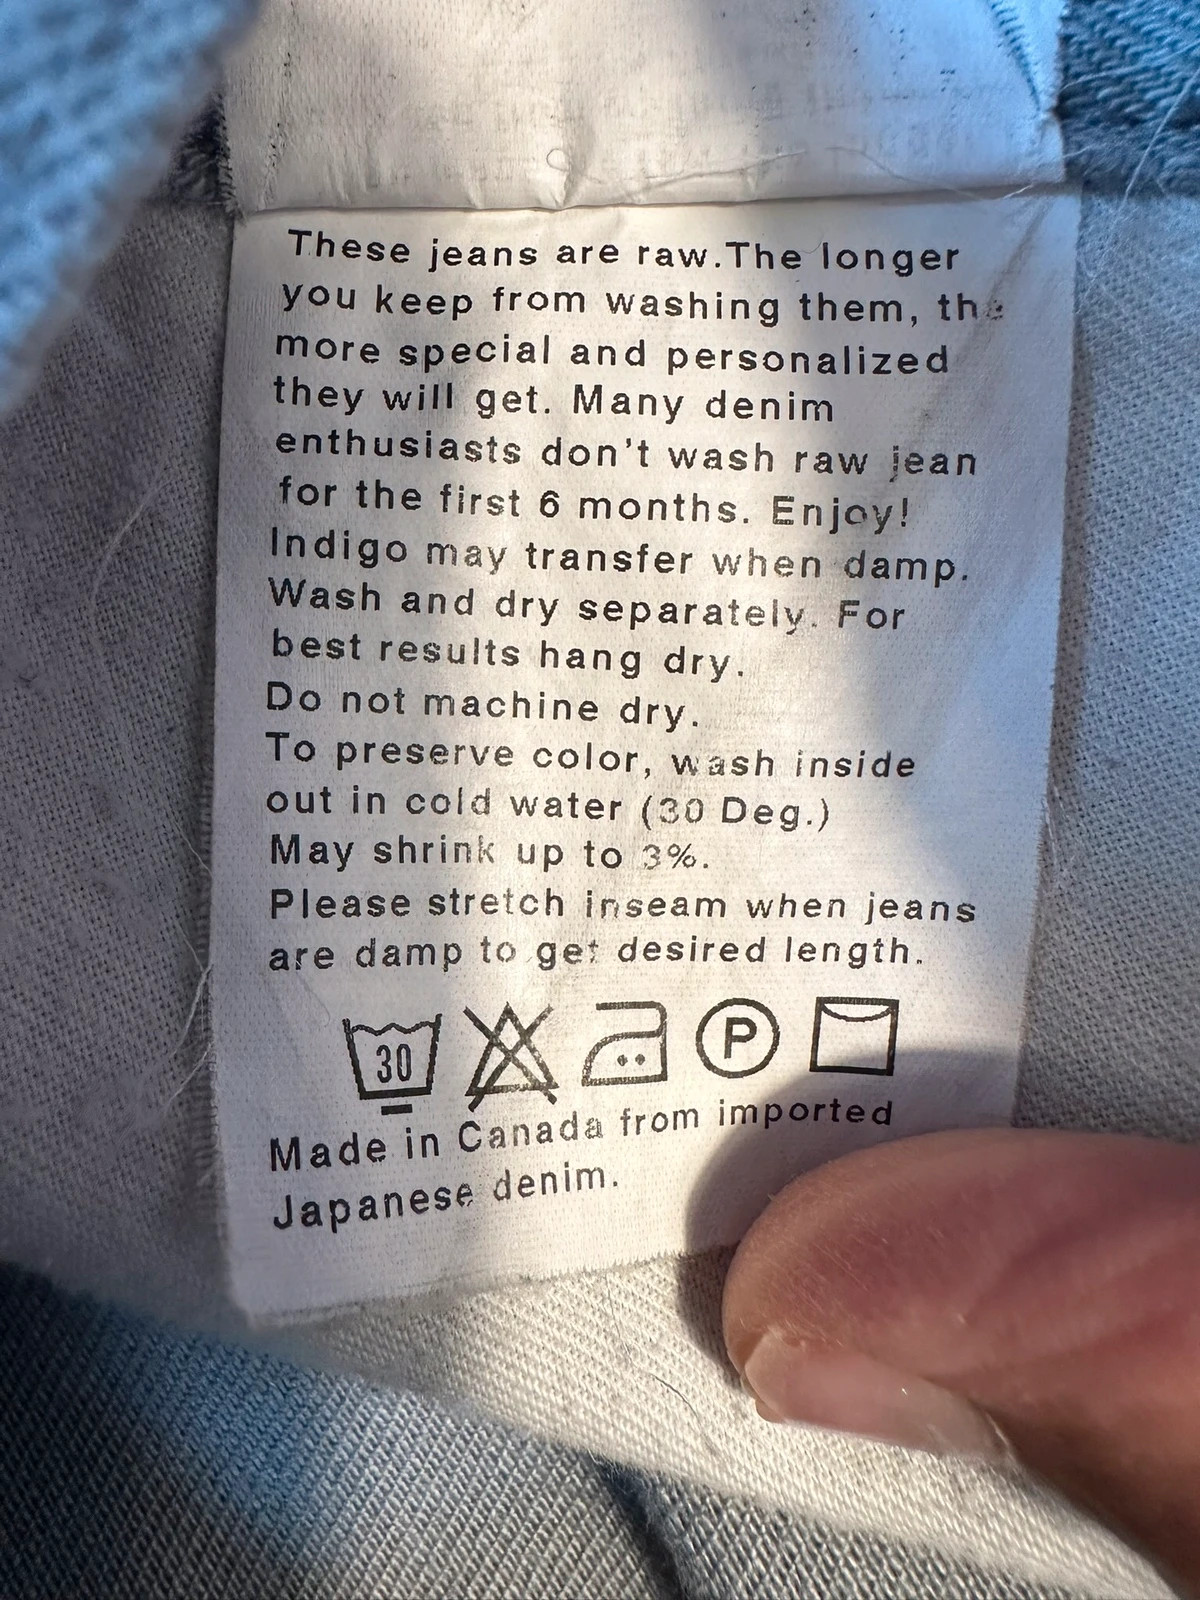 These jeans are raw.The longer
you keep from washing them, the
more special and personalized
they will get. Many denim
enthusiasts don't wash raw jean
for the first 6 months. Enjoy!
Indigo may transfer when damp.
Wash and dry separately. For
best results hang dry.
Do not machine dry.
To preserve color, wash inside
out in cold water (30 Deg.)
May shrink up to 3%.
Please stretch inseam when jeans
are damp to get desired length.
30 P
Made in Canada from imported
Japanese denim.